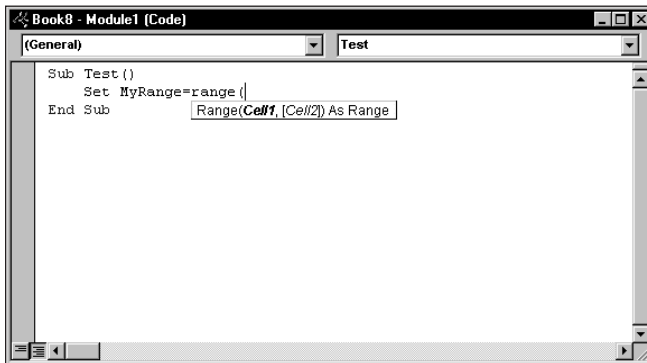 Book8 - Module1 (Code)
(General) Test
Sub Test()
Set MyRange=range(
End Sub
Range(Cell1, [Cell2]) As Range